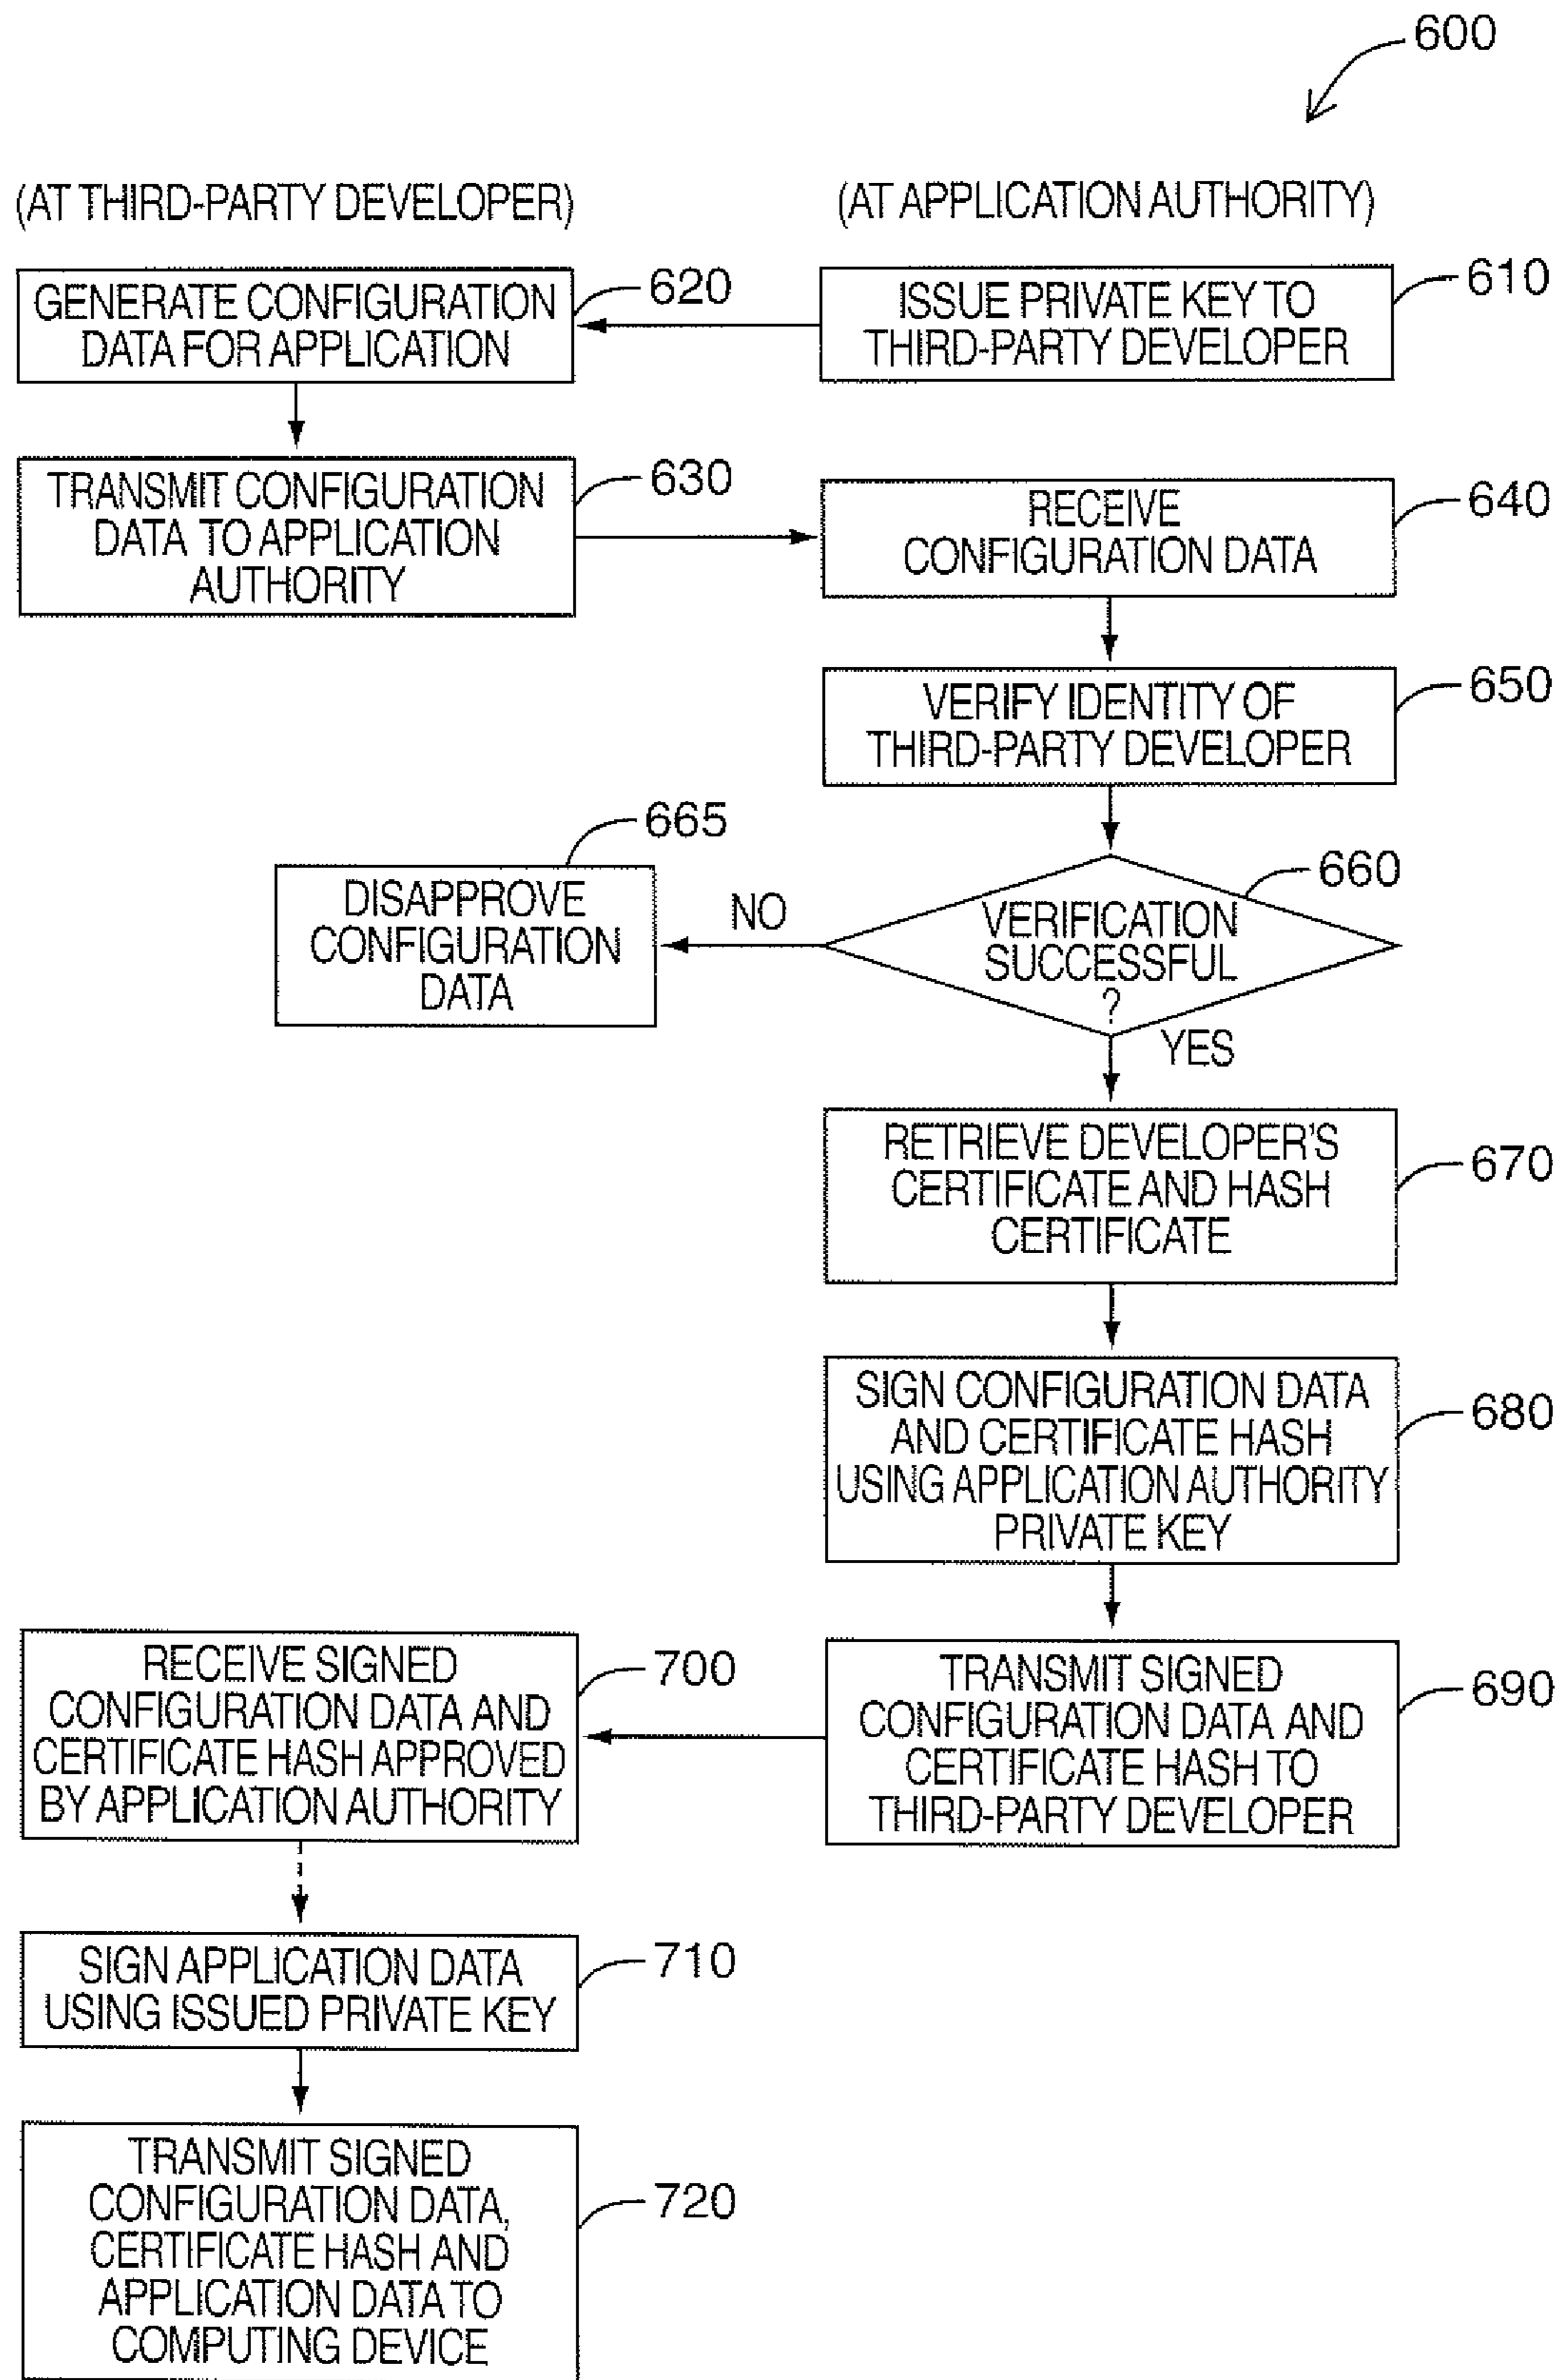 600
(AT THIRD-PARTY DEVELOPER)
(AT APPLICATION AUTHORITY)
GENERATE CONFIGURATION
DATA FOR APPLICATION
620
ISSUE PRIVATE KEY TO
THIRD-PARTY DEVELOPER
610
TRANSMIT CONFIGURATION
DATA TO APPLICATION
AUTHORITY
630
RECEIVE
CONFIGURATION DATA
640
VERIFY IDENTITY OF
THIRD-PARTY DEVELOPER
650
VERIFICATION
SUCCESSFUL
?
660
NO
DISAPPROVE
CONFIGURATION
DATA
665
YES
RETRIEVE DEVELOPER'S
CERTIFICATE AND HASH
CERTIFICATE
670
SIGN CONFIGURATION DATA
AND CERTIFICATE HASH
USING APPLICATION AUTHORITY
PRIVATE KEY
680
TRANSMIT SIGNED
CONFIGURATION DATA AND
CERTIFICATE HASH TO
THIRD-PARTY DEVELOPER
690
RECEIVE SIGNED
CONFIGURATION DATA AND
CERTIFICATE HASH APPROVED
BY APPLICATION AUTHORITY
700
SIGN APPLICATION DATA
USING ISSUED PRIVATE KEY
710
TRANSMIT SIGNED
CONFIGURATION DATA,
CERTIFICATE HASH AND
APPLICATION DATA TO
COMPUTING DEVICE
720